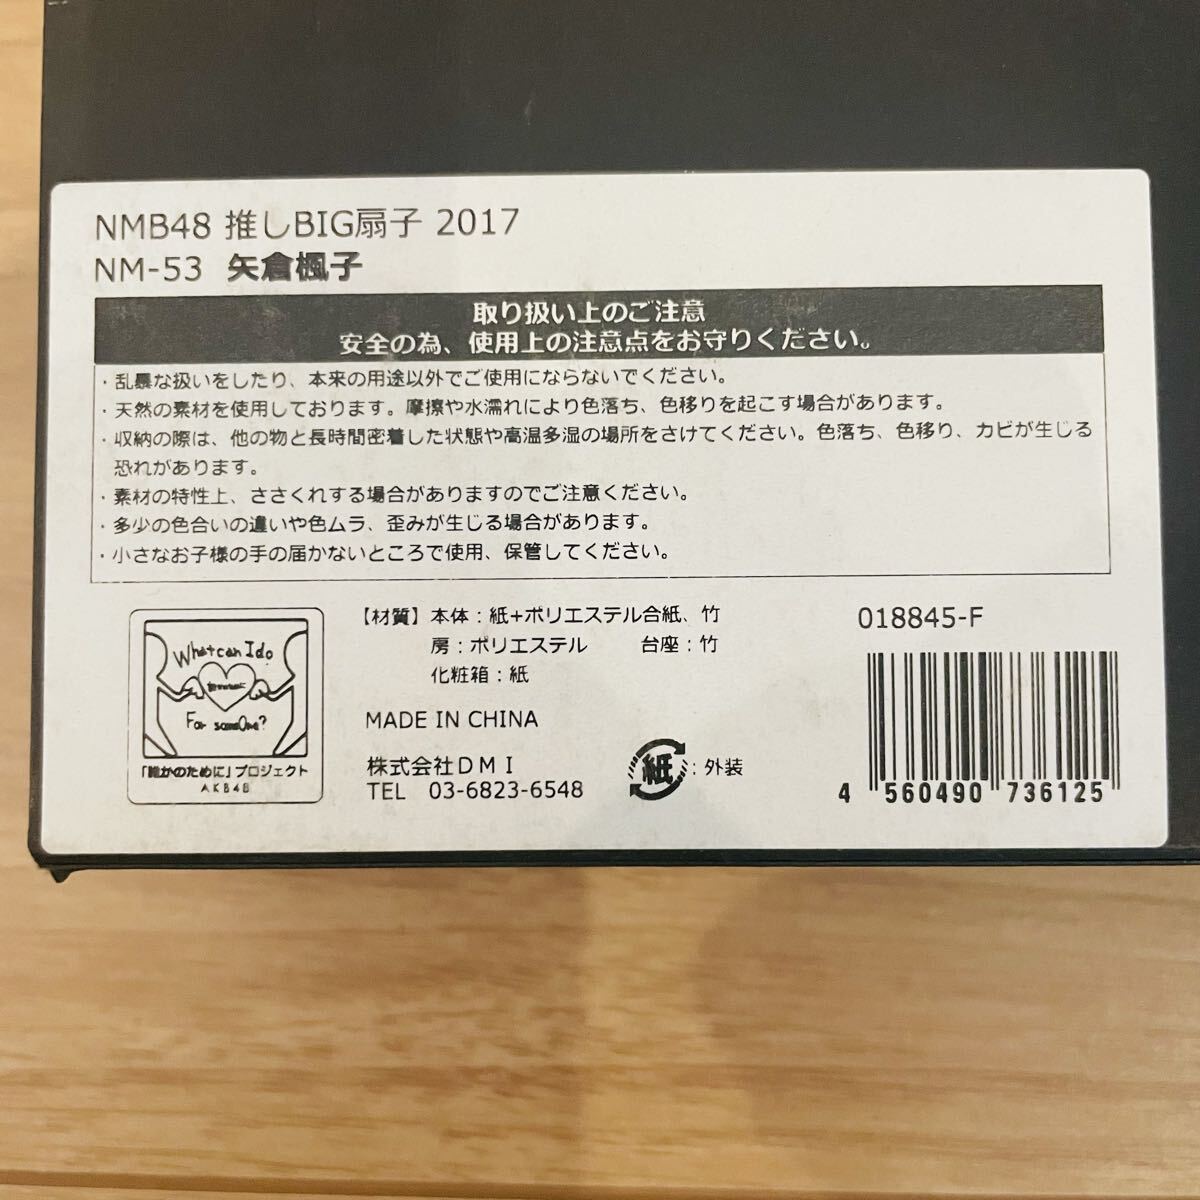 NMB48 推しBIG扇子 2017
NM-53 矢倉楓子
取り扱い上のご注意
安全の為、使用上の注意点をお守りください。
・乱暴な扱いをしたり、本来の用途以外でご使用にならないでください。
・天然の素材を使用しております。摩擦や水濡れにより色落ち、色移りを起こす場合があります。
・収納の際は、他の物と長時間密着した状態や高温多湿の場所をさけてください。色落ち、色移り、カビが生じる
恐れがあります。
・素材の特性上、ささくれする場合がありますのでご注意ください。
・多少の色合いの違いや色ムラ、歪みが生じる場合があります。
・小さなお子様の手の届かないところで使用、保管してください。
What can I do
For someone?
「誰かのために」プロジェクト
AKB48
【材質】本体：紙+ポリエステル合紙、竹
房：ポリエステル 台座：竹
化粧箱：紙
MADE IN CHINA
株式会社DMI
TEL 03-6823-6548
紙：外装
018845-F
4 560490 736125